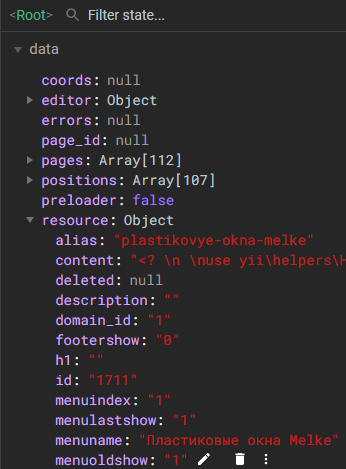 <Root> Filter state...
data
coords: null
editor: Object
errors: null
page_id: null
pages: Array[112]
positions: Array[107]
preloader: false
resource: Object
alias: "plastikovye-okna-melke"
content: "<? \n \nuse yii\helpers\H
deleted: null
description: ""
domain_id: "1"
footershow: "0"
h1: ""
id: "1711"
menuindex: "1"
menulastshow: "1"
menuname: "Пластиковые окна Melke"
menuoldshow: "1"